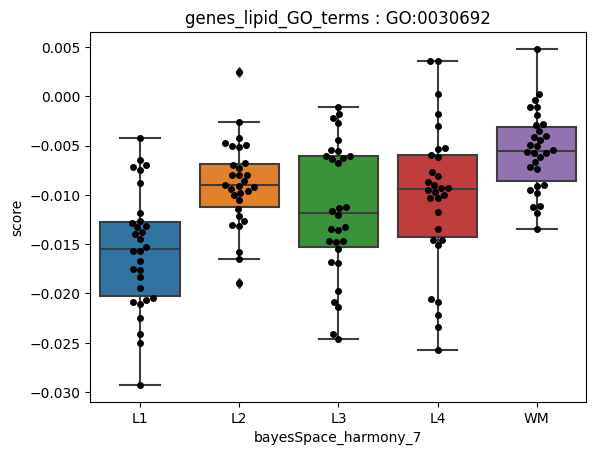 genes_lipid_GO_terms : GO:0030692
0.005
0.000
−0.005
−0.010
−0.015
−0.020
−0.025
−0.030
score
L1 L2 L3 L4 WM
bayesSpace_harmony_7